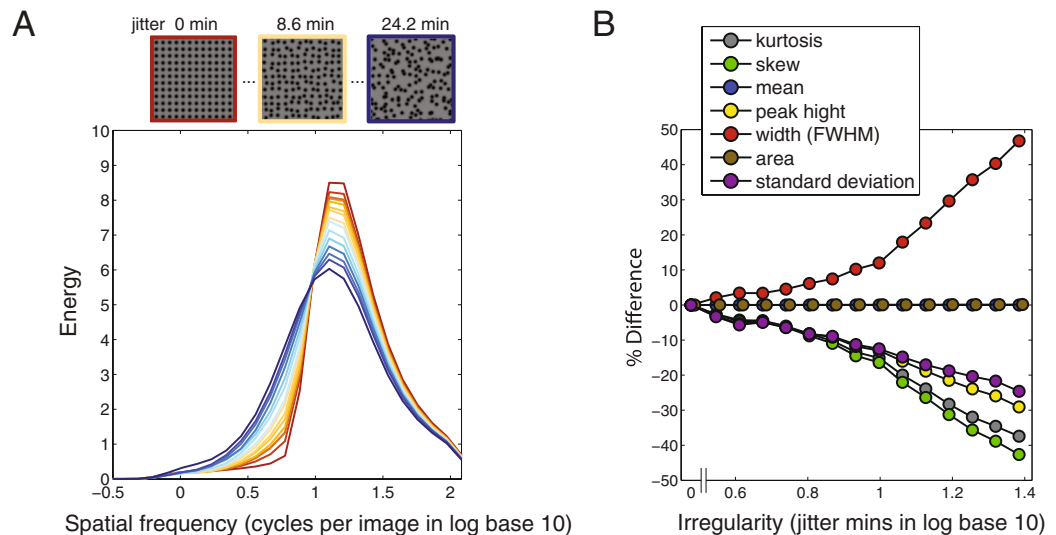 A
jitter 0 min
8.6 min
24.2 min
...
...
10
9
8
7
6
5
4
3
2
1
0
Energy
−0.5
0
0.5
1
1.5
2
Spatial frequency (cycles per image in log base 10)
B
kurtosis
skew
mean
peak hight
width (FWHM)
area
standard deviation
50
40
30
20
10
0
−10
−20
−30
−40
−50
% Difference
0
0.6
0.8
1
1.2
1.4
Irregularity (jitter mins in log base 10)